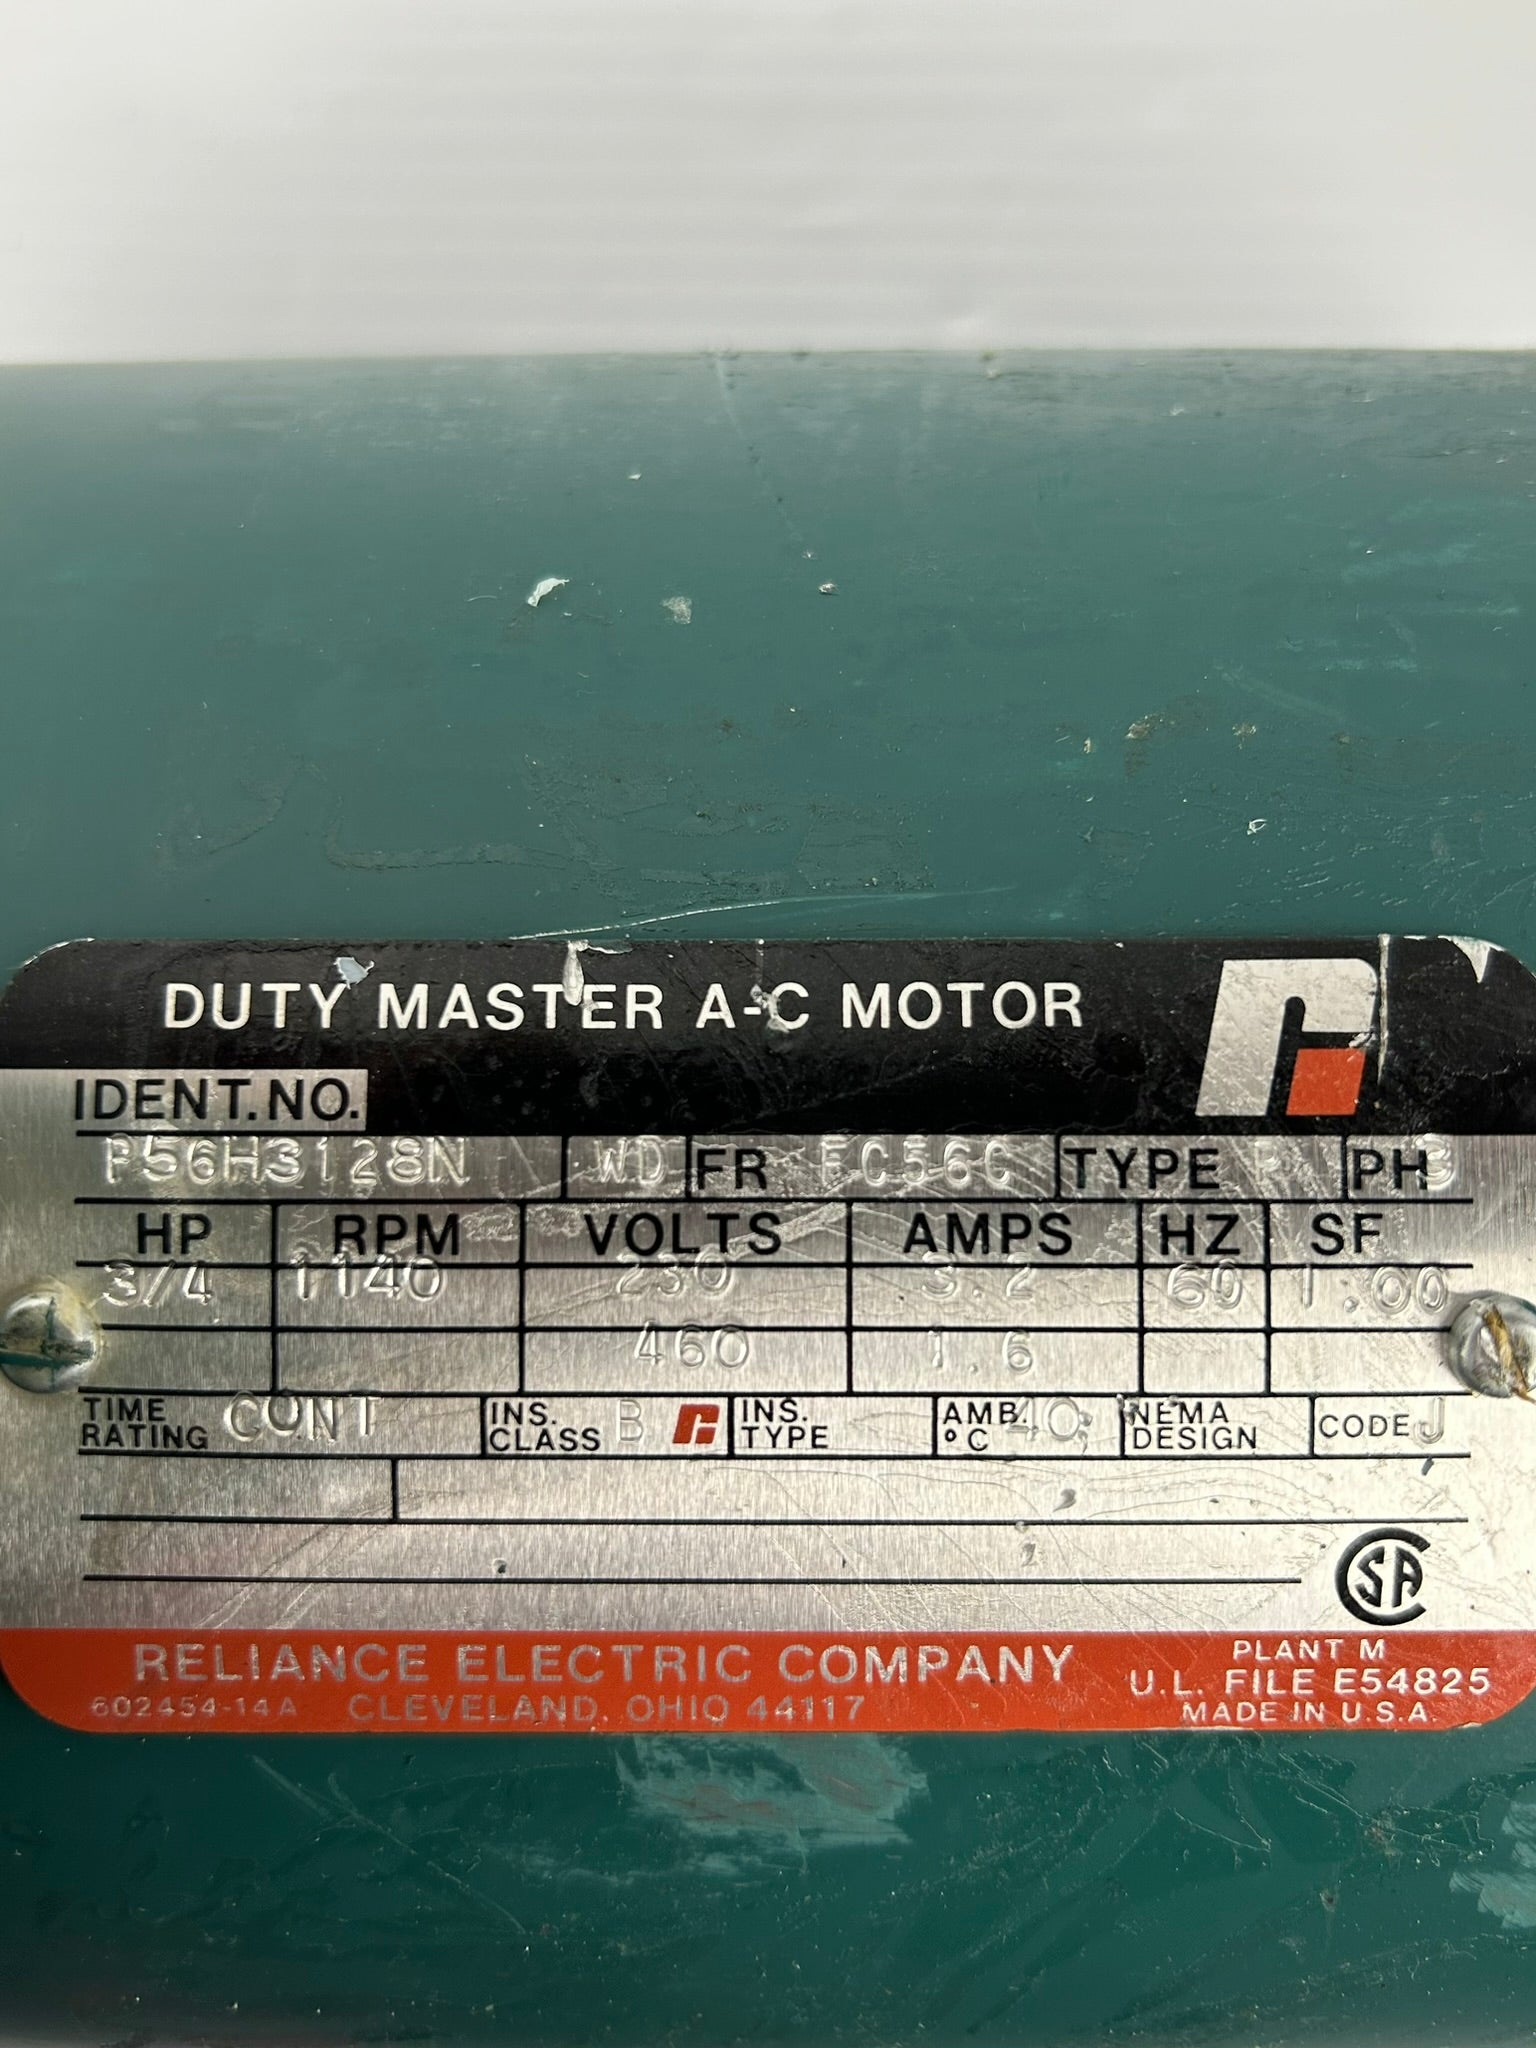 DUTY MASTER A-C MOTOR
IDENT. NO.
P56H3128N WD FR FC56C TYPE P PH 3
HP RPM VOLTS AMPS HZ SF
3/4 1140 230 3.2 60 1.00
460 1.6
TIME RATING CONT INS. CLASS B INS. TYPE AMB. °C 40 NEMA DESIGN CODE J
CSA
RELIANCE ELECTRIC COMPANY PLANT M
U.L. FILE E54825
602454-14A CLEVELAND, OHIO 44117 MADE IN U.S.A.